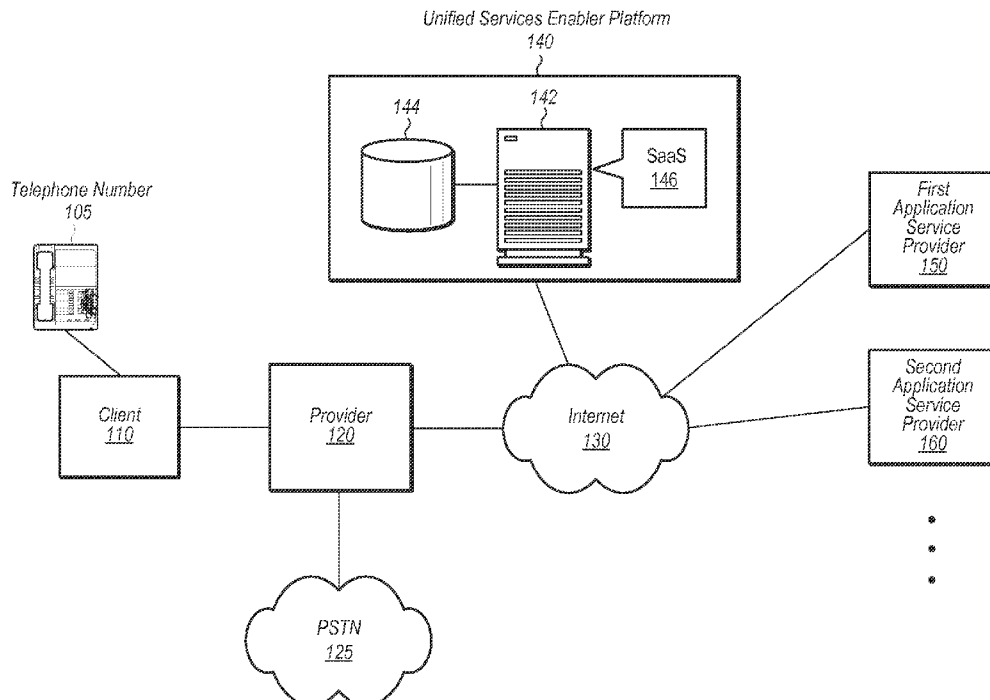 Unified Services Enabler Platform
140
144
142
SaaS
146
Telephone Number
105
First
Application
Service
Provider
150
Client
110
Provider
120
Internet
130
Second
Application
Service
Provider
160
PSTN
125